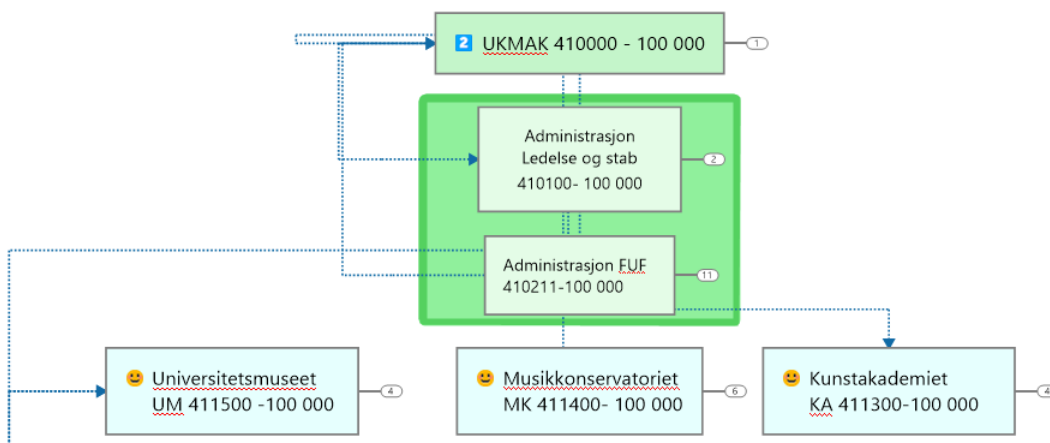 2 UKMAK 410000 - 100 000
1
Administrasjon
Ledelse og stab
410100- 100 000
2
Administrasjon FUF
410211-100 000
11
Universitetsmuseet
UM 411500 -100 000
4
Musikkonservatoriet
MK 411400- 100 000
6
Kunstakademiet
KA 411300-100 000
4